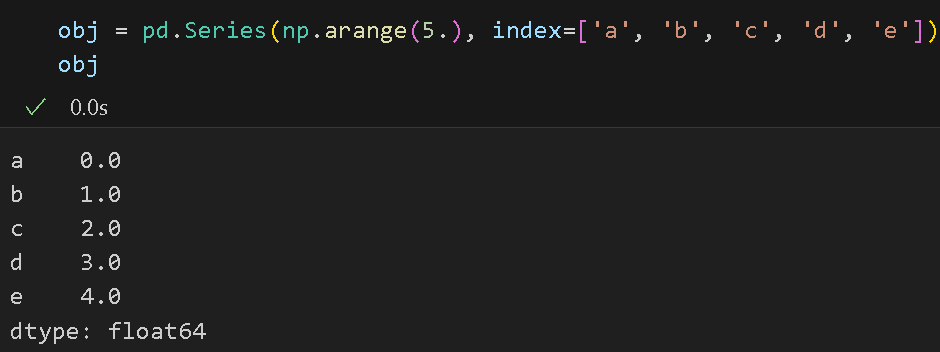 obj = pd.Series(np.arange(5.), index=['a', 'b', 'c', 'd', 'e'])
obj
0.0s
a    0.0
b    1.0
c    2.0
d    3.0
e    4.0
dtype: float64